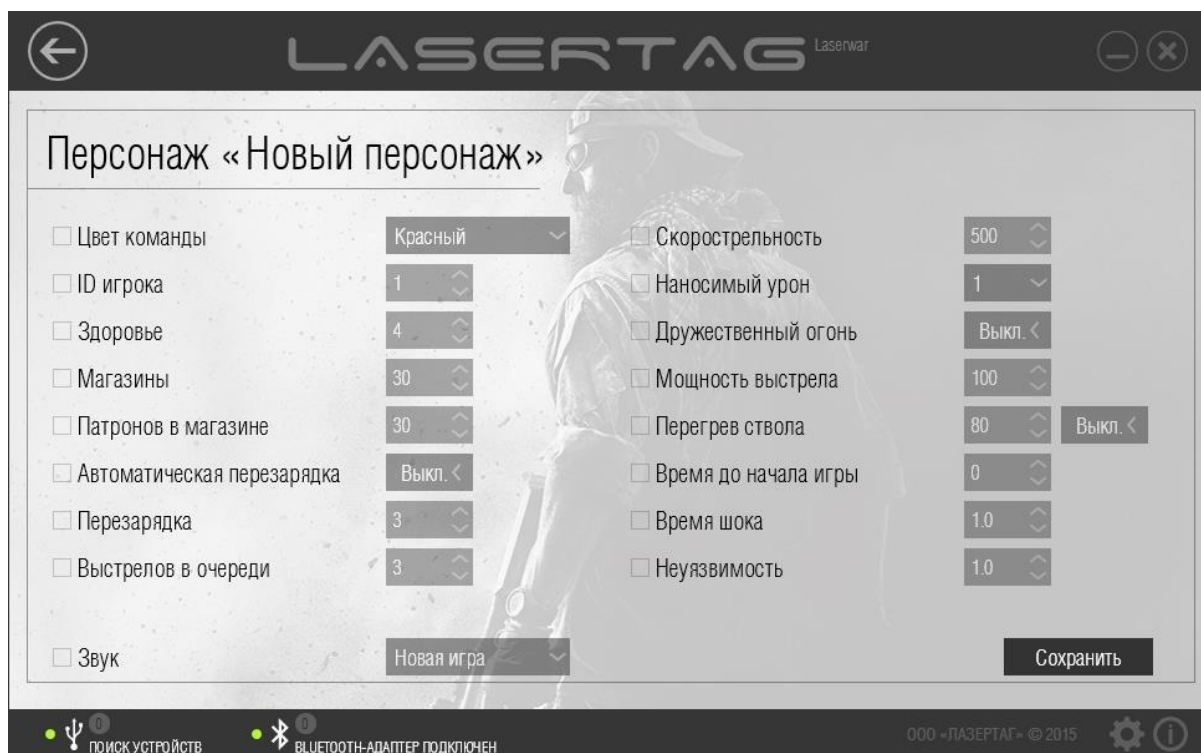 LASERTAG Laserwar
Персонаж «Новый персонаж»
Цвет команды Красный
ID игрока 1
Здоровье 4
Магазины 30
Патронов в магазине 30
Автоматическая перезарядка Выкл.
Перезарядка 3
Выстрелов в очереди 3
Звук Новая игра
Скорострельность 500
Наносимый урон 1
Дружественный огонь Выкл.
Мощность выстрела 100
Перегрев ствола 80 Выкл.
Время до начала игры 0
Время шока 1.0
Неуязвимость 1.0
Сохранить
0
ПОИСК УСТРОЙСТВ
0
BLUETOOTH-АДАПТЕР ПОДКЛЮЧЕН
ООО «ЛАЗЕРТАГ» © 2015